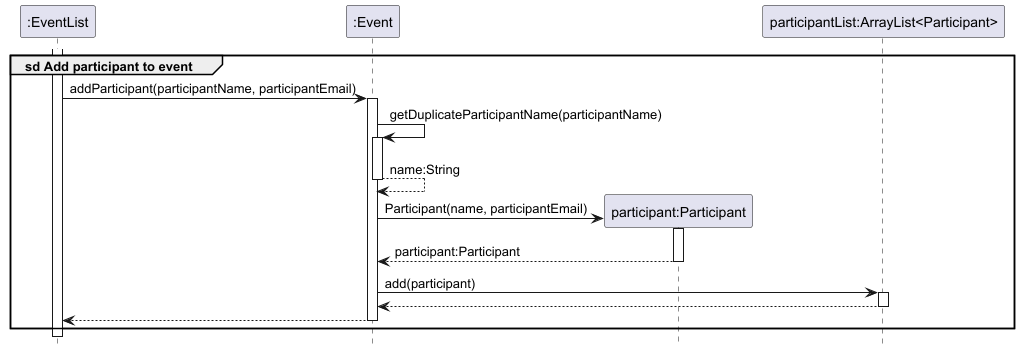 :EventList
:Event
participantList:ArrayList<Participant>
sd Add participant to event
addParticipant(participantName, participantEmail)
getDuplicateParticipantName(participantName)
name:String
Participant(name, participantEmail)
participant:Participant
participant:Participant
add(participant)